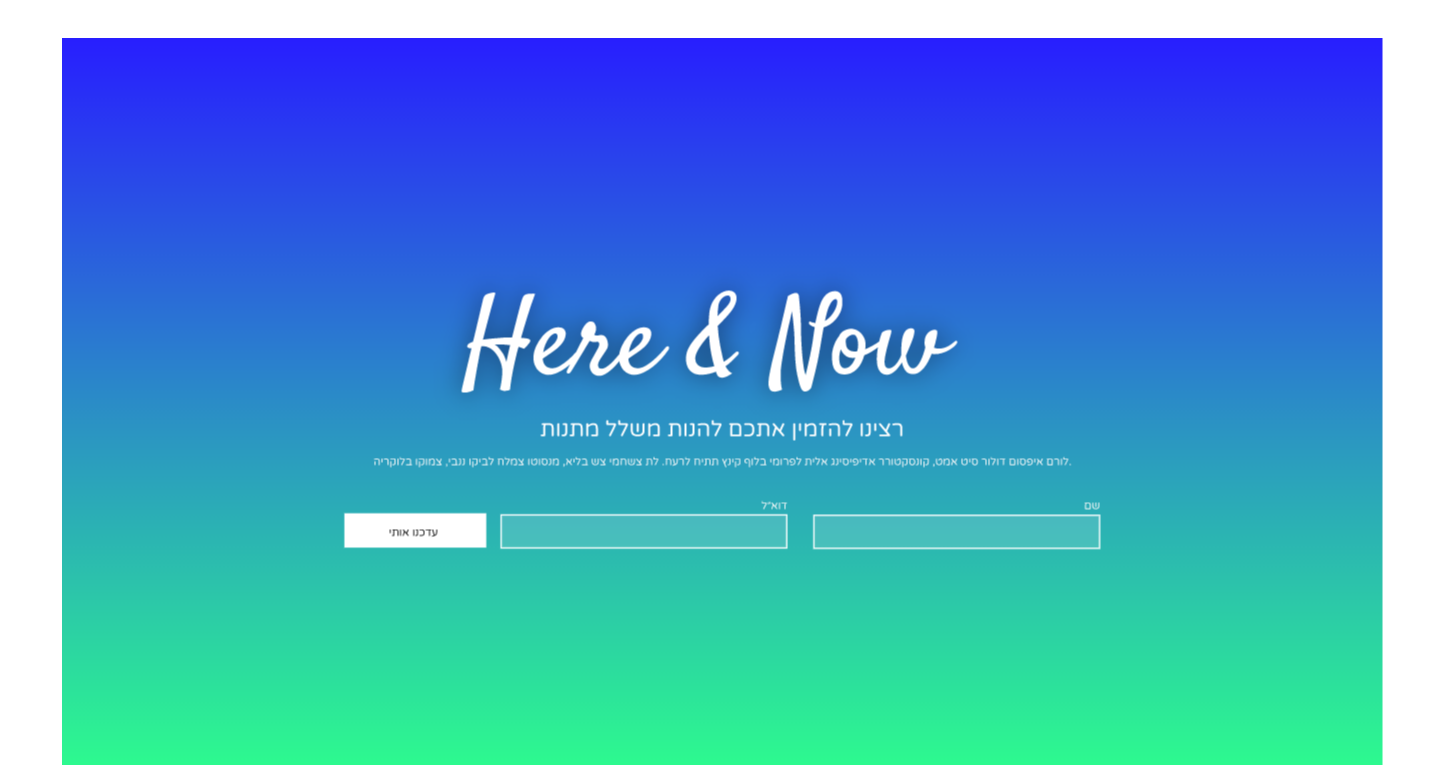 Here & Now
רצינו להזמין אתכם להנות משלל מתנות
לורם איפסום דולור סיט אמט, קונסקטורר אדיפיסינג אלית לפרומי בלוף קינץ תתיח לרעח. לת צשחמי צש בליא, מנסוטו צמלח לביקו ננבי, צמוקו בלוקריה.
שם
דוא״ל
עדכנו אותי